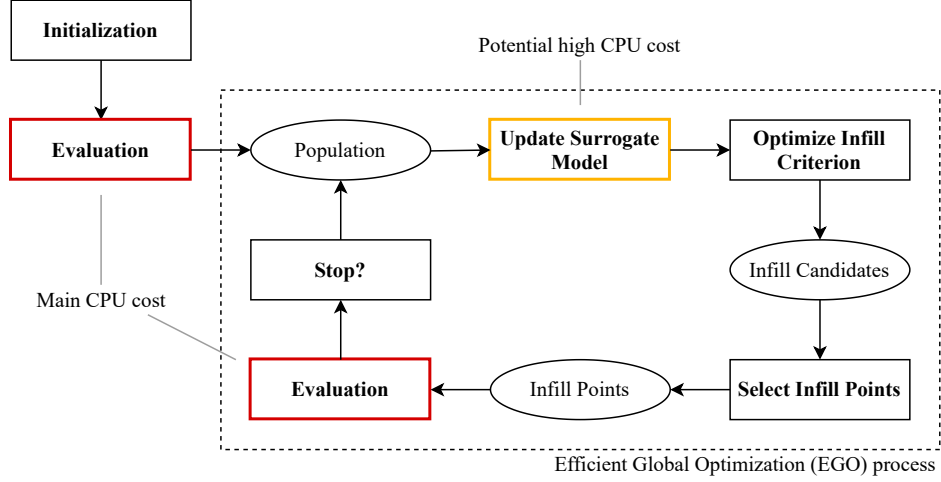 Initialization
Potential high CPU cost
Evaluation
Population
Update Surrogate
Model
Optimize Infill
Criterion
Stop?
Infill Candidates
Main CPU cost
Evaluation
Infill Points
Select Infill Points
Efficient Global Optimization (EGO) process